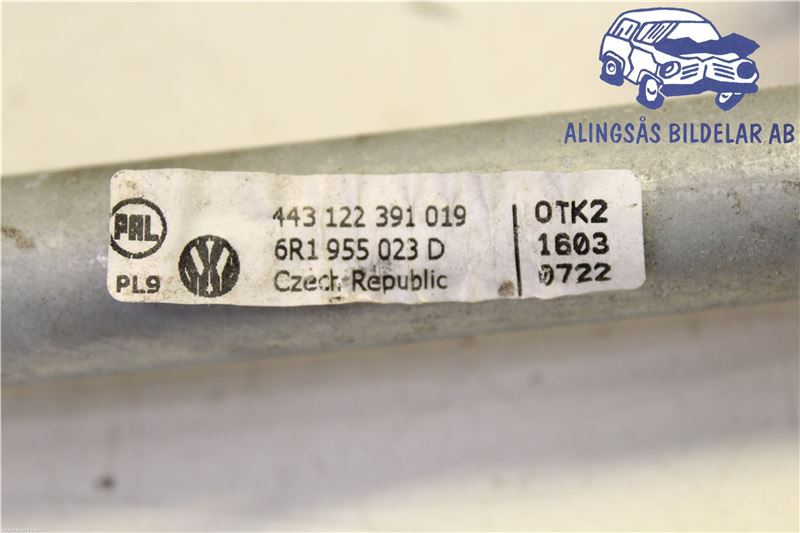 ALINGSÅS BILDELAR AB
PAL
PL9
443 122 391 019
6R1 955 023 D
Czech Republic
OTK2
1603
0722